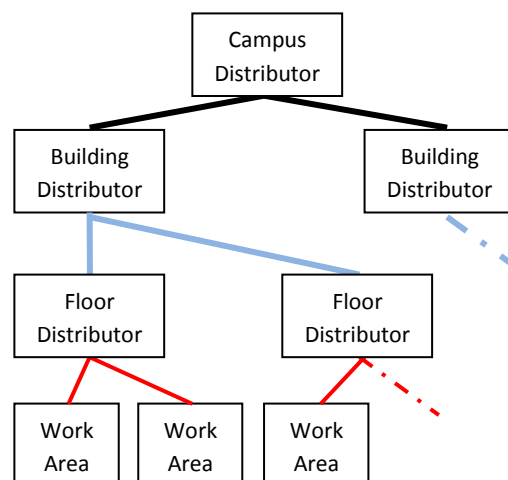 Campus
Distributor
Building
Distributor
Building
Distributor
Floor
Distributor
Floor
Distributor
Work
Area
Work
Area
Work
Area